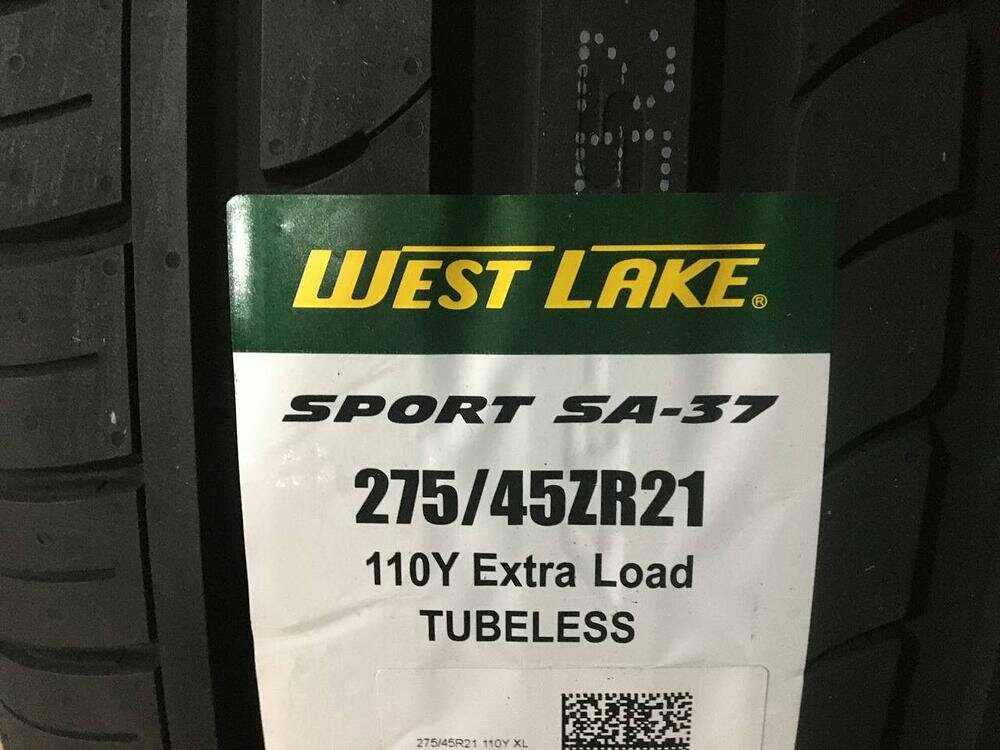 WEST LAKE®
SPORT SA-37
275/45ZR21
110Y Extra Load
TUBELESS
275/45R21 110Y XL